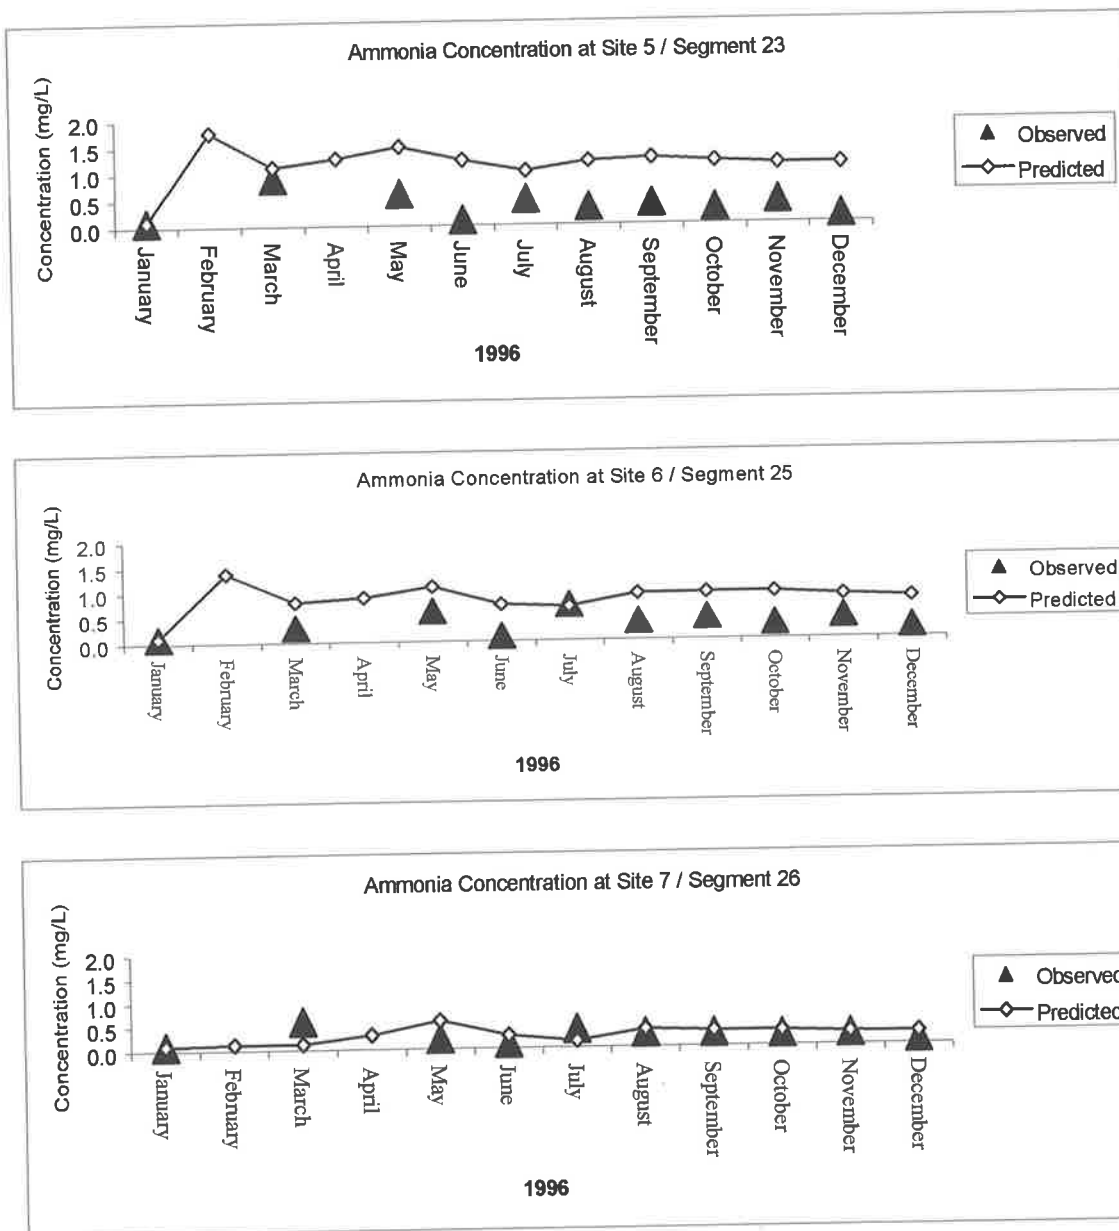 Ammonia Concentration at Site 5 / Segment 23
Concentration (mg/L)
2.0
1.5
1.0
0.5
0.0
January
February
March
April
May
June
July
August
September
October
November
December
1996
Observed
Predicted
Ammonia Concentration at Site 6 / Segment 25
Concentration (mg/L)
2.0
1.5
1.0
0.5
0.0
January
February
March
April
May
June
July
August
September
October
November
December
1996
Observed
Predicted
Ammonia Concentration at Site 7 / Segment 26
Concentration (mg/L)
2.0
1.5
1.0
0.5
0.0
January
February
March
April
May
June
July
August
September
October
November
December
1996
Observed
Predicted